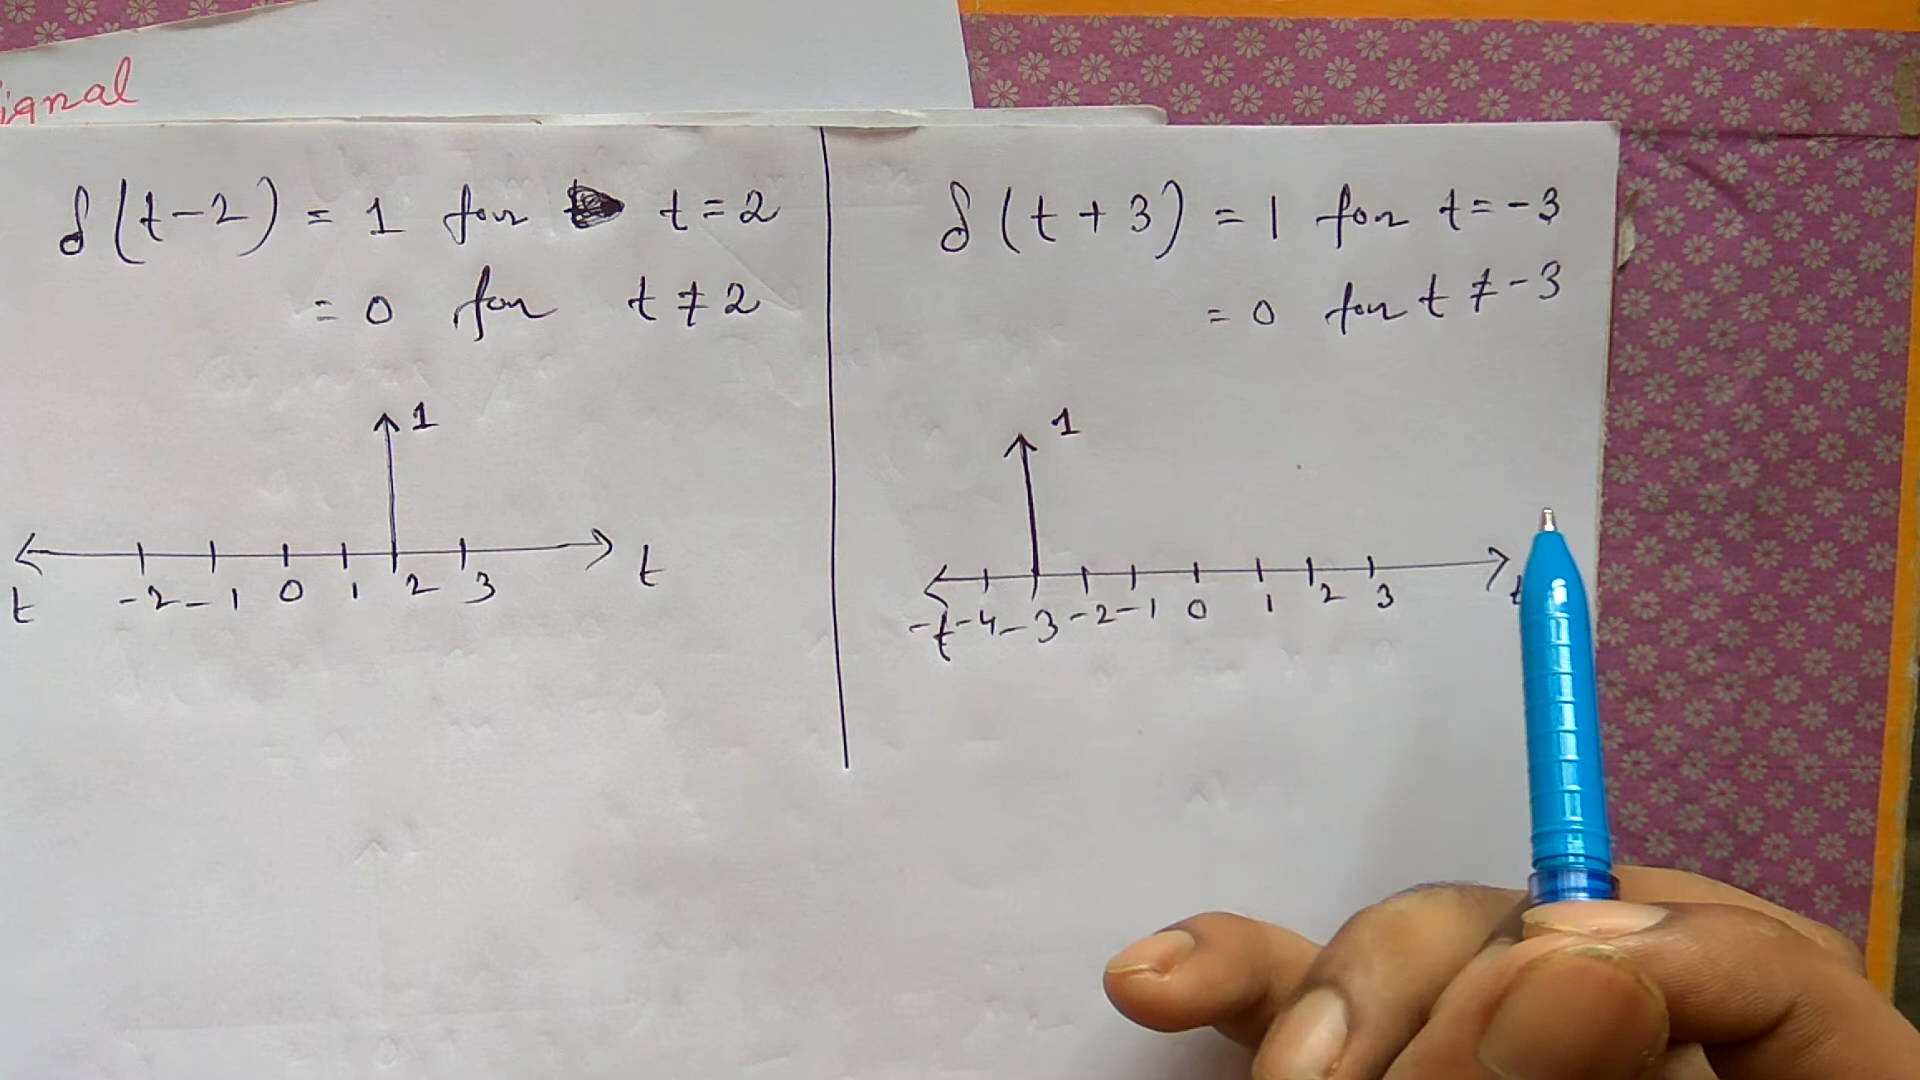 ignal
δ(t-2) = 1 for t=2
= 0 for t≠2
1
t -2 -1 0 1 2 3 t
δ(t+3) = 1 for t=-3
= 0 for t≠-3
1
-t -4 -3 -2 -1 0 1 2 3 t